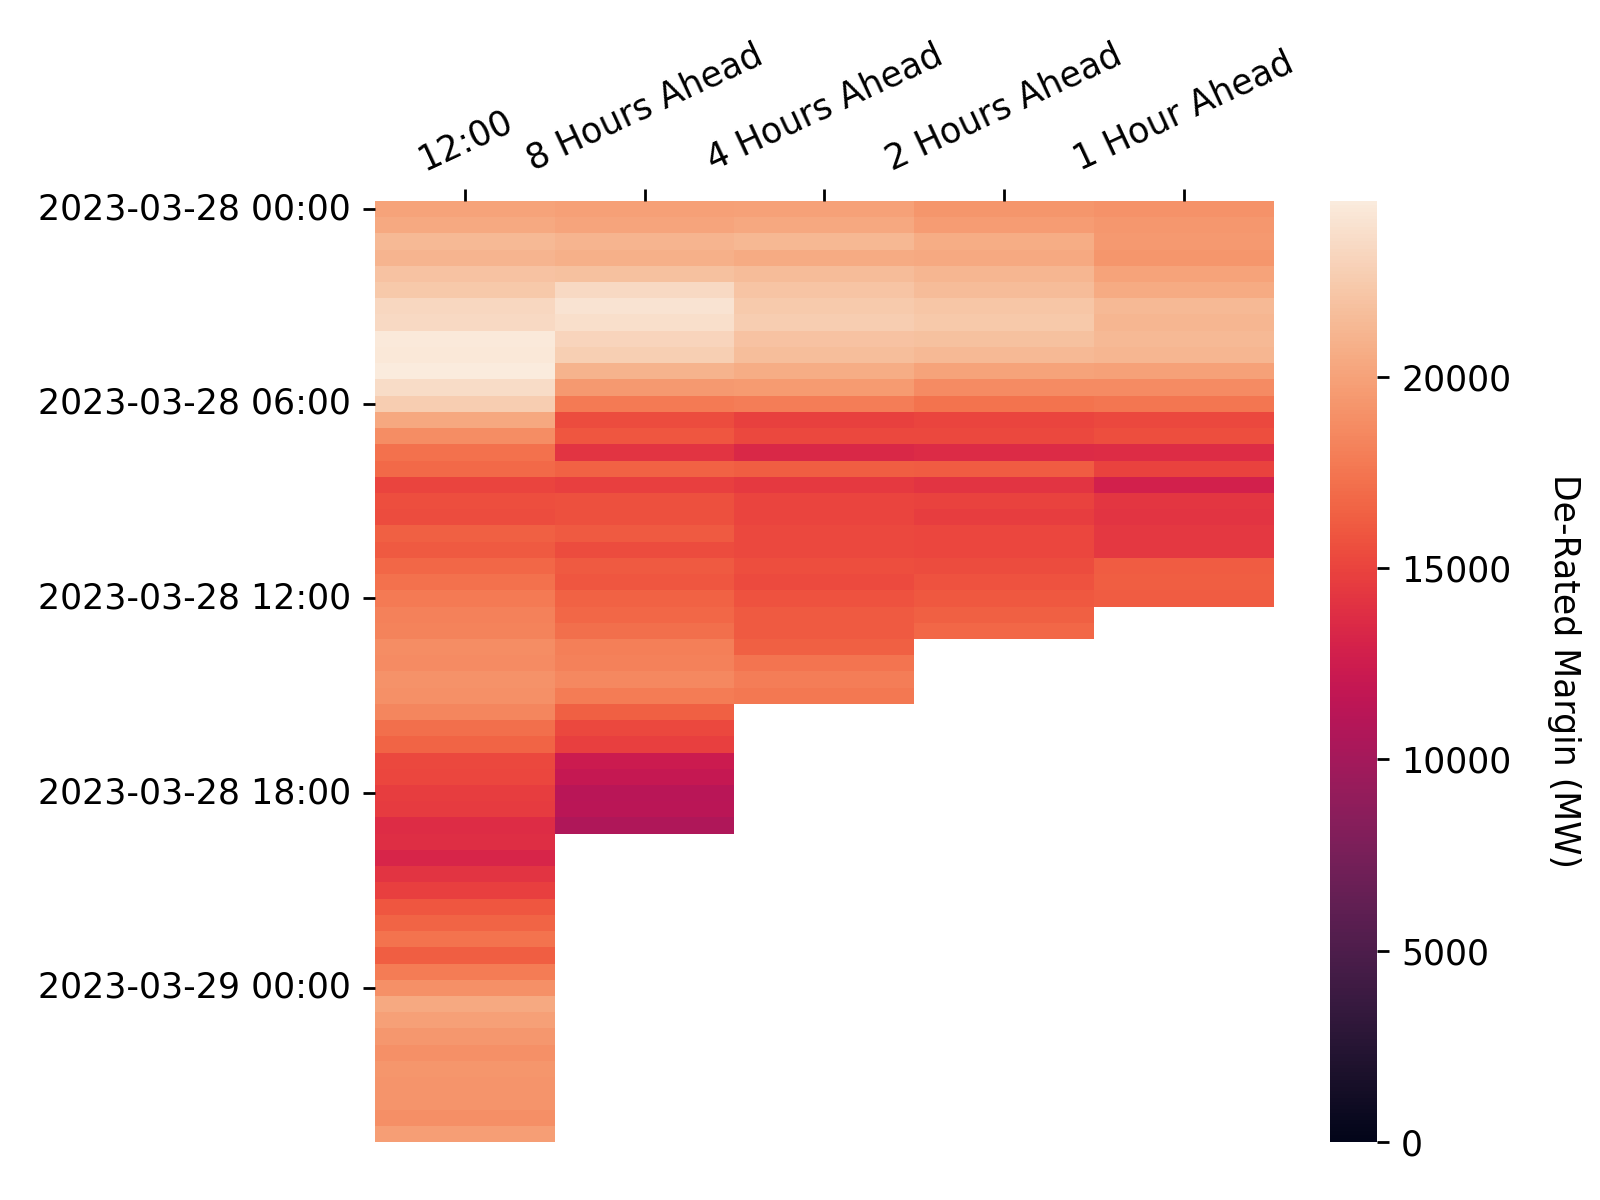 12:00
8 Hours Ahead
4 Hours Ahead
2 Hours Ahead
1 Hour Ahead
2023-03-28 00:00
2023-03-28 06:00
2023-03-28 12:00
2023-03-28 18:00
2023-03-29 00:00
20000
15000
10000
5000
0
De-Rated Margin (MW)